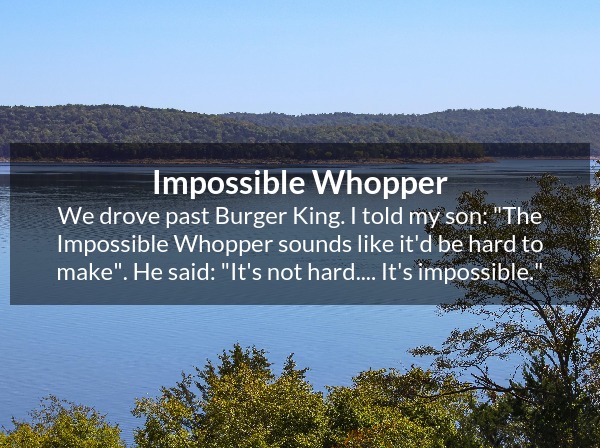 Impossible Whopper
We drove past Burger King. I told my son: "The
Impossible Whopper sounds like it'd be hard to
make". He said: "It's not hard.... It's impossible."